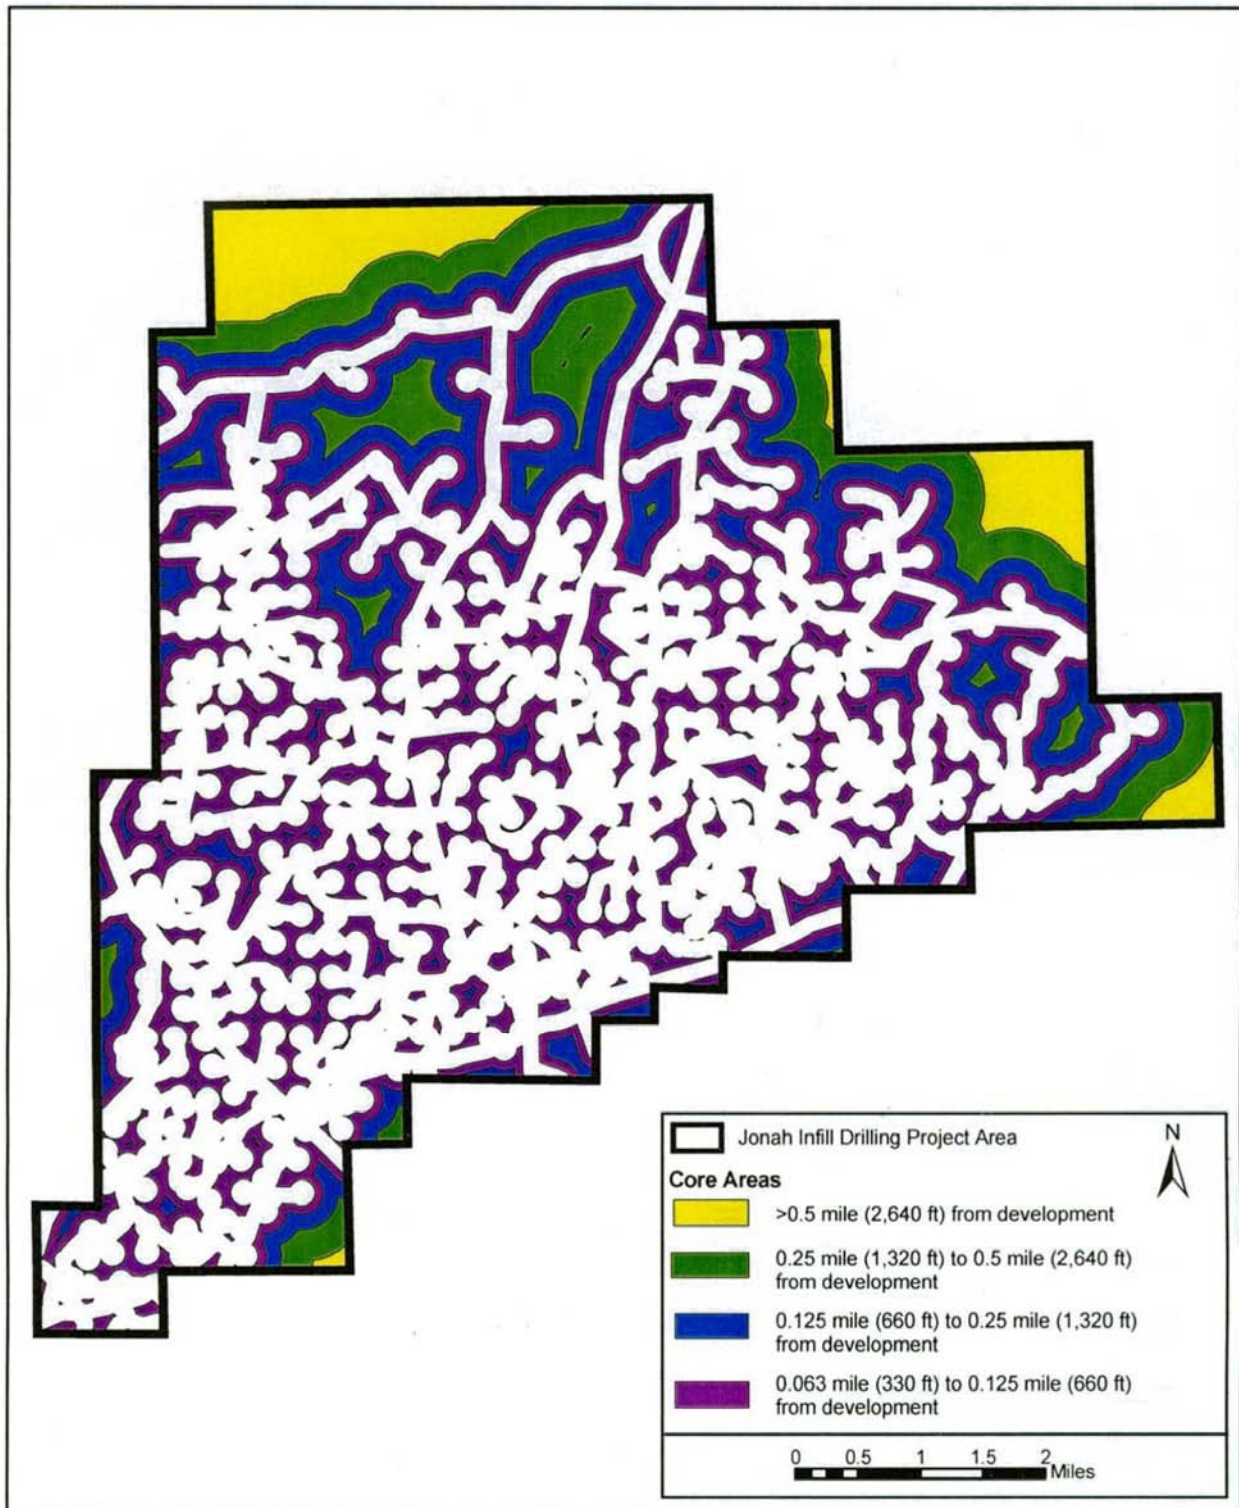 Jonah Infill Drilling Project Area
N
Core Areas
>0.5 mile (2,640 ft) from development
0.25 mile (1,320 ft) to 0.5 mile (2,640 ft)
from development
0.125 mile (660 ft) to 0.25 mile (1,320 ft)
from development
0.063 mile (330 ft) to 0.125 mile (660 ft)
from development
0 0.5 1 1.5 2
Miles